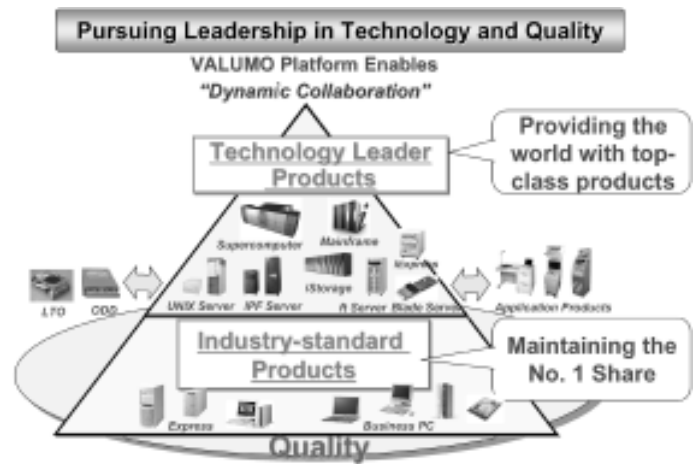 Pursuing Leadership in Technology and Quality
VALUMO Platform Enables
"Dynamic Collaboration"
Technology Leader
Products
Providing the
world with top-
class products
Supercomputer
Mainframe
UNIX Server
IPF Server
iStorage
ft Server
Blade Server
LTO
ODD
Application Products
Industry-standard
Products
Maintaining the
No. 1 Share
Express
Business PC
Quality